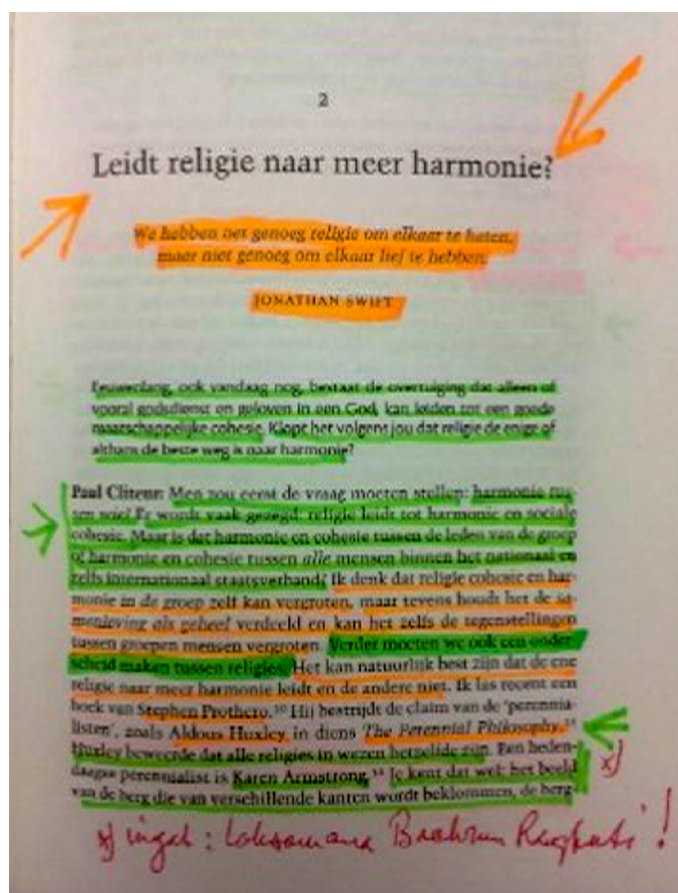 2
Leidt religie naar meer harmonie?
We hebben net genoeg religie om elkaar te haten,
maar niet genoeg om elkaar lief te hebben.
JONATHAN SWIFT
Eeuwenlang, ook vandaag nog, bestaat de overtuiging dat alleen of
vooral godsdienst en geloven in een God, kan leiden tot een goede
maatschappelijke cohesie. Klopt het volgens jou dat religie de enige of
althans de beste weg is naar harmonie?
Paul Cliteur: Men zou eerst de vraag moeten stellen: harmonie tus-
sen wie? Er wordt vaak gezegd: religie leidt tot harmonie en sociale
cohesie. Maar is dat harmonie en cohesie tussen de leden van de groep
of harmonie en cohesie tussen alle mensen binnen het nationaal en
zelfs internationaal staatsverband? Ik denk dat religie cohesie en har-
monie in de groep zelf kan vergroten, maar tevens houdt het de sa-
menleving als geheel verdeeld en kan het zelfs de tegenstellingen
tussen groepen mensen vergroten. Verder moeten we ook een onder-
scheid maken tussen religies. Het kan natuurlijk best zijn dat de ene
religie naar meer harmonie leidt en de andere niet. Ik las recent een
boek van Stephen Prothero.³⁰ Hij bestrijdt de claim van de 'perennia-
listen', zoals Aldous Huxley, in diens The Perennial Philosophy.³¹
Huxley beweerde dat alle religies in wezen hetzelfde zijn. Een heden-
daagse perennialist is Karen Armstrong.³² Je kent dat wel: het beeld
van de berg die van verschillende kanten wordt beklommen, de berg-
x)
x)